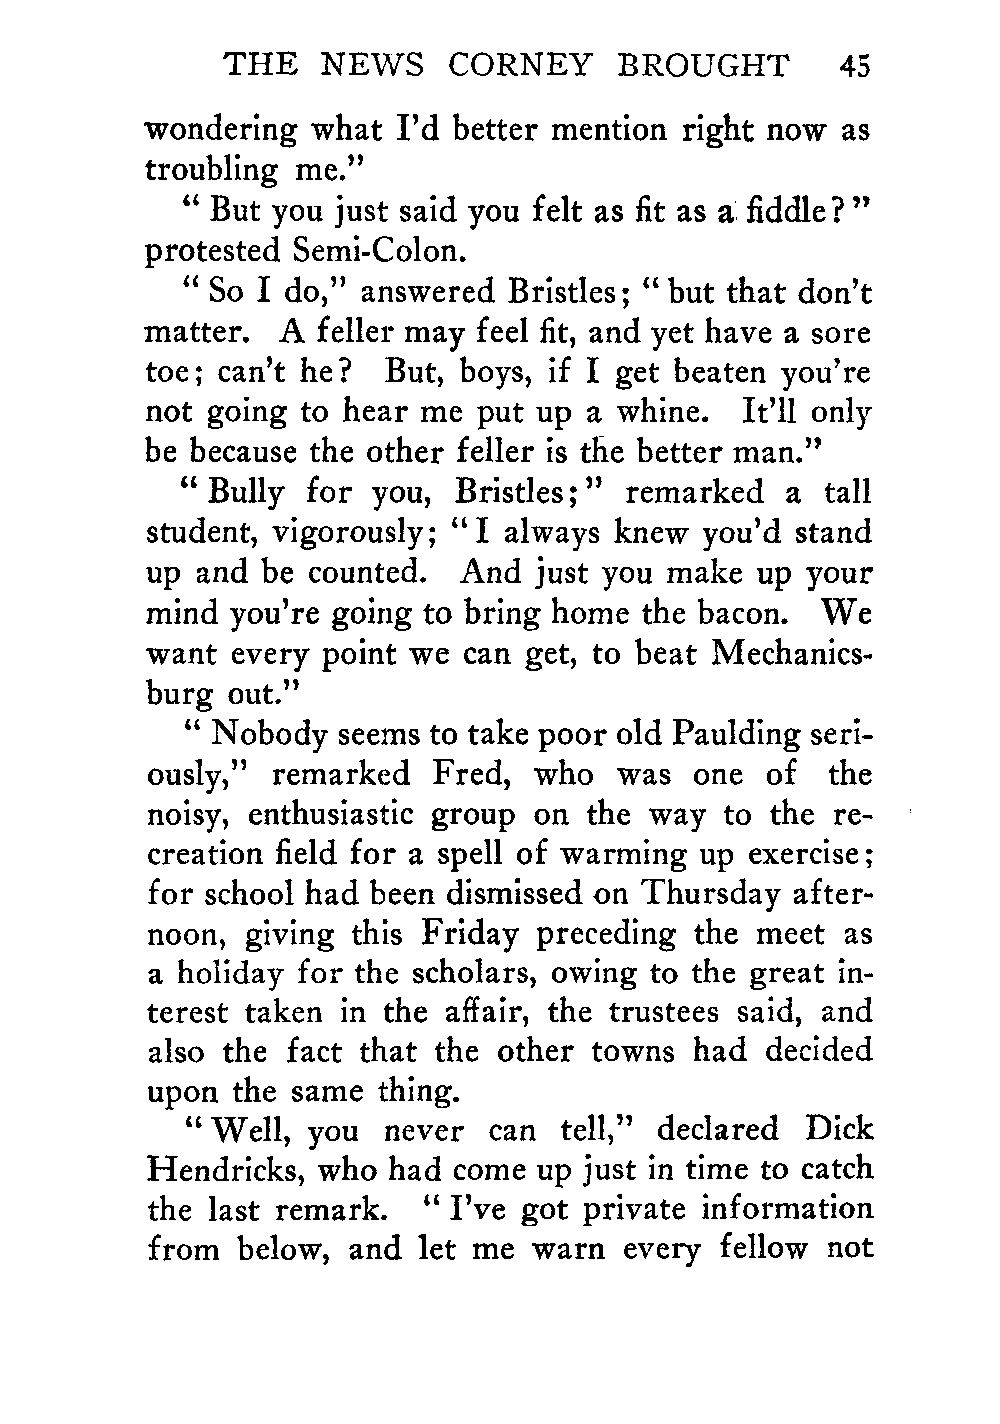 THE NEWS CORNEY BROUGHT 45
wondering what I'd better mention right now as
troubling me."
" But you just said you felt as fit as a fiddle? "
protested Semi-Colon.
" So I do," answered Bristles; " but that don't
matter. A feller may feel fit, and yet have a sore
toe; can't he? But, boys, if I get beaten you're
not going to hear me put up a whine. It'll only
be because the other feller is the better man."
" Bully for you, Bristles; " remarked a tall
student, vigorously; " I always knew you'd stand
up and be counted. And just you make up your
mind you're going to bring home the bacon. We
want every point we can get, to beat Mechanics-
burg out."
" Nobody seems to take poor old Paulding seri-
ously," remarked Fred, who was one of the
noisy, enthusiastic group on the way to the re-
creation field for a spell of warming up exercise;
for school had been dismissed on Thursday after-
noon, giving this Friday preceding the meet as
a holiday for the scholars, owing to the great in-
terest taken in the affair, the trustees said, and
also the fact that the other towns had decided
upon the same thing.
" Well, you never can tell," declared Dick
Hendricks, who had come up just in time to catch
the last remark. " I've got private information
from below, and let me warn every fellow not